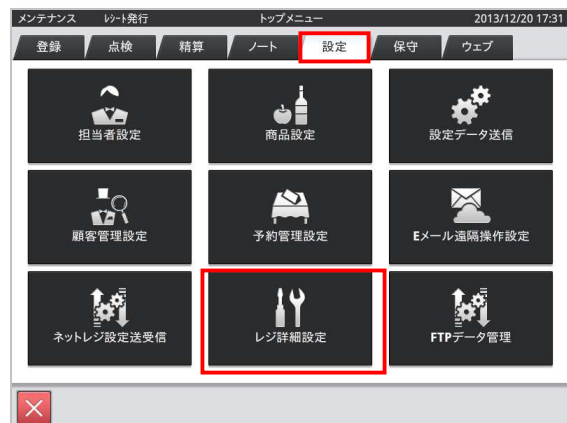 メンテナンス レシート発行 トップメニュー 2013/12/20 17:31
登録 点検 精算 ノート 設定 保守 ウェブ
担当者設定 商品設定 設定データ送信
顧客管理設定 予約管理設定 Eメール遠隔操作設定
ネットレジ設定送受信 レジ詳細設定 FTPデータ管理